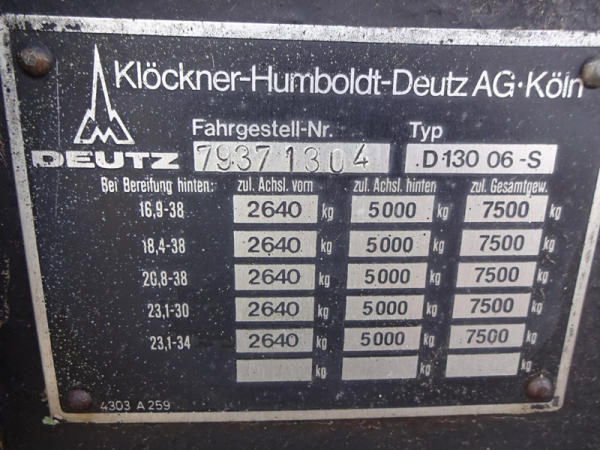 Klöckner-Humboldt-Deutz AG·Köln
Fahrgestell-Nr. Typ
DEUTZ 7937 1304 D 130 06 -S
Bei Bereifung hinten: zul. Achsl. vorn zul. Achsl. hinten zul. Gesamtgew.
16,9-38 2640 kg 5000 kg 7500 kg
18,4-38 2640 kg 5000 kg 7500 kg
20,8-38 2640 kg 5000 kg 7500 kg
23,1-30 2640 kg 5000 kg 7500 kg
23,1-34 2640 kg 5000 kg 7500 kg
kg kg kg
4303 A 259